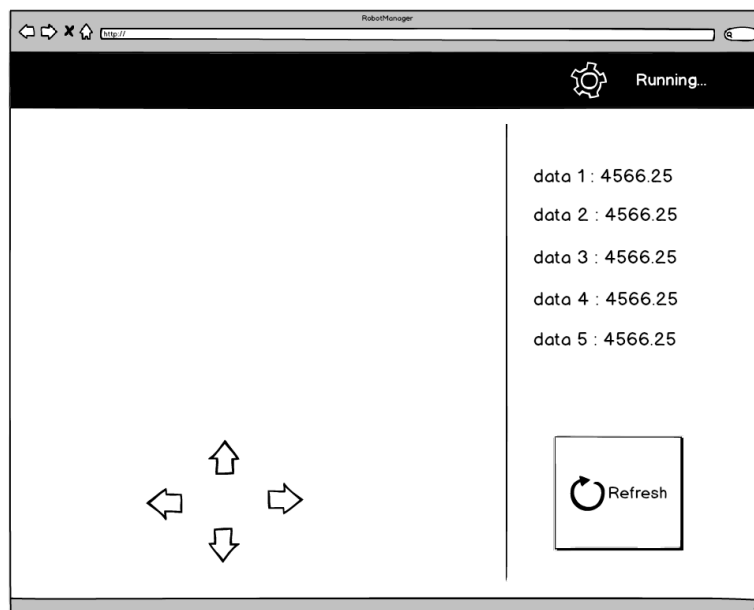 RobotManager
http://
Running...
data 1 : 4566.25
data 2 : 4566.25
data 3 : 4566.25
data 4 : 4566.25
data 5 : 4566.25
Refresh